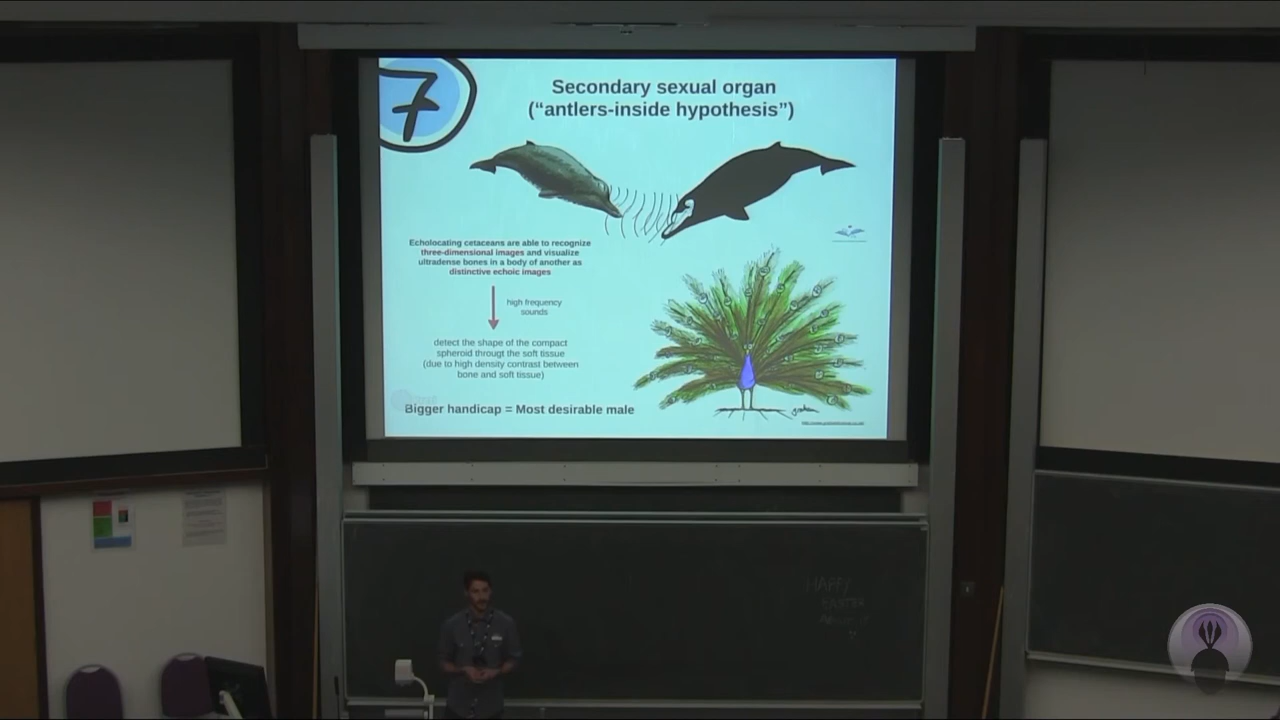 7
Secondary sexual organ
(“antlers-inside hypothesis”)
Echolocating cetaceans are able to recognize
three-dimensional images and visualize
ultradense bones in a body of another as
distinctive echoic images
high frequency
sounds
detect the shape of the compact
spheroid througt the soft tissue
(due to high density contrast between
bone and soft tissue)
Bigger handicap = Most desirable male
HAPPY
EASTER